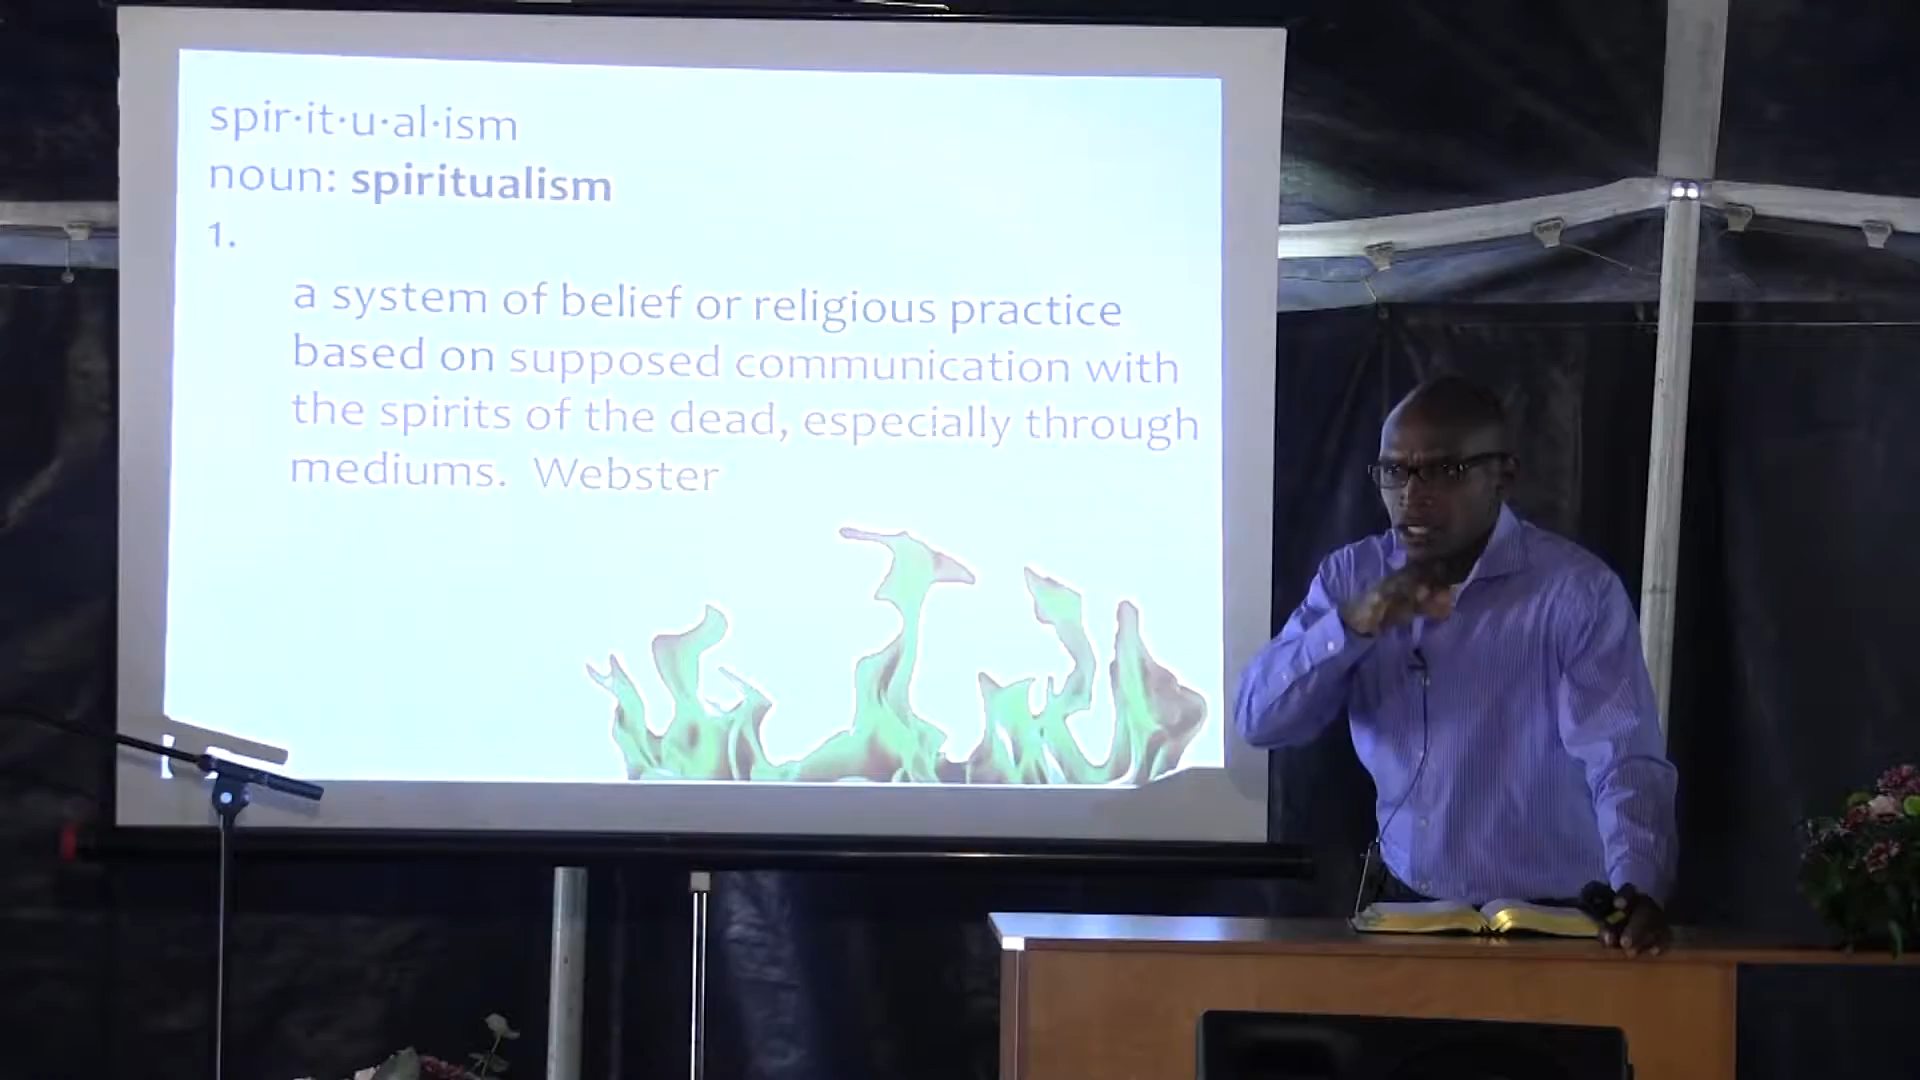 spir·it·u·al·ism
noun: spiritualism
1.
a system of belief or religious practice
based on supposed communication with
the spirits of the dead, especially through
mediums. Webster